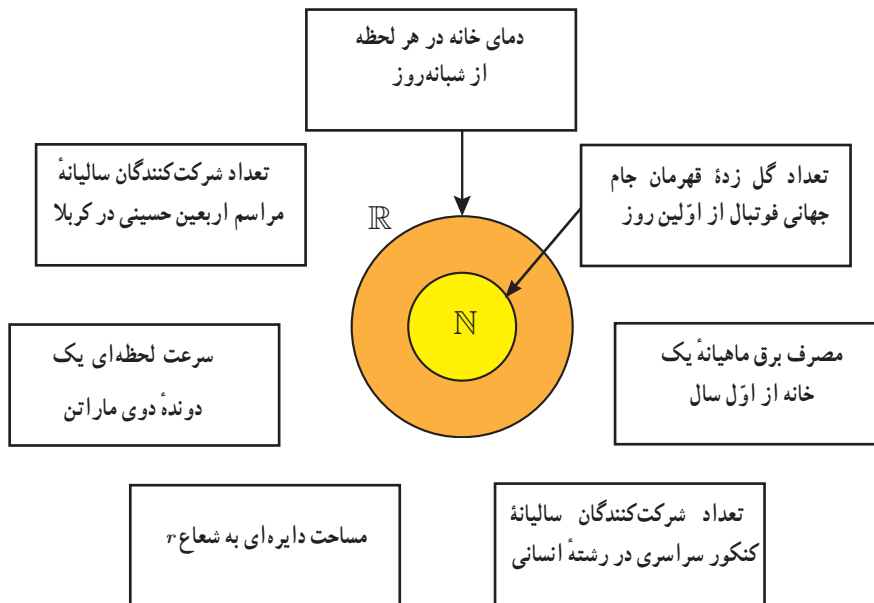 دمای خانه در هر لحظه
از شبانه‌روز
تعداد گل زدهٔ قهرمان جام
جهانی فوتبال از اوّلین روز
تعداد شرکت‌کنندگان سالیانهٔ
مراسم اربعین حسینی در کربلا
ℝ
ℕ
مصرف برق ماهیانهٔ یک
خانه از اوّل سال
سرعت لحظه‌ای یک
دوندهٔ دوی ماراتن
تعداد شرکت‌کنندگان سالیانهٔ
کنکور سراسری در رشتهٔ انسانی
مساحت دایره‌ای به شعاع r